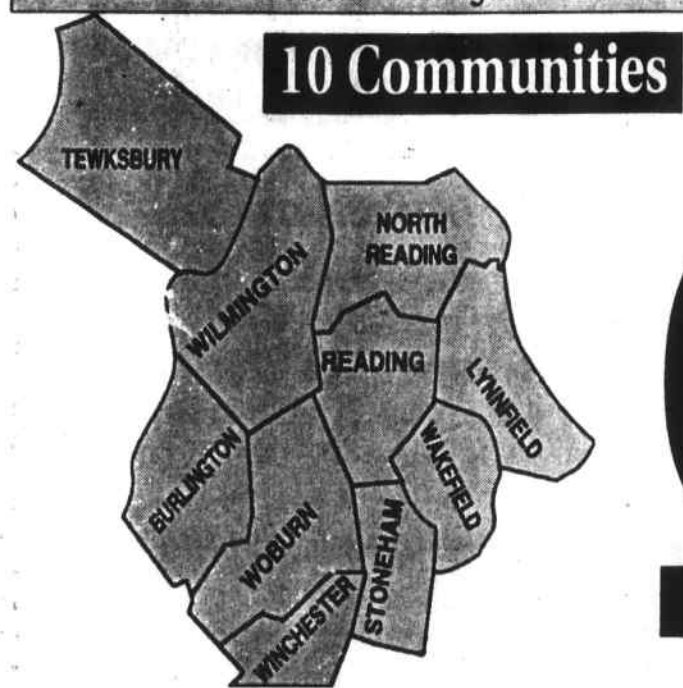 10 Communities
TEWKSBURY
NORTH
READING
WILMINGTON
READING
LYNNFIELD
BURLINGTON
WAKEFIELD
WOBURN
STONEHAM
WINCHESTER